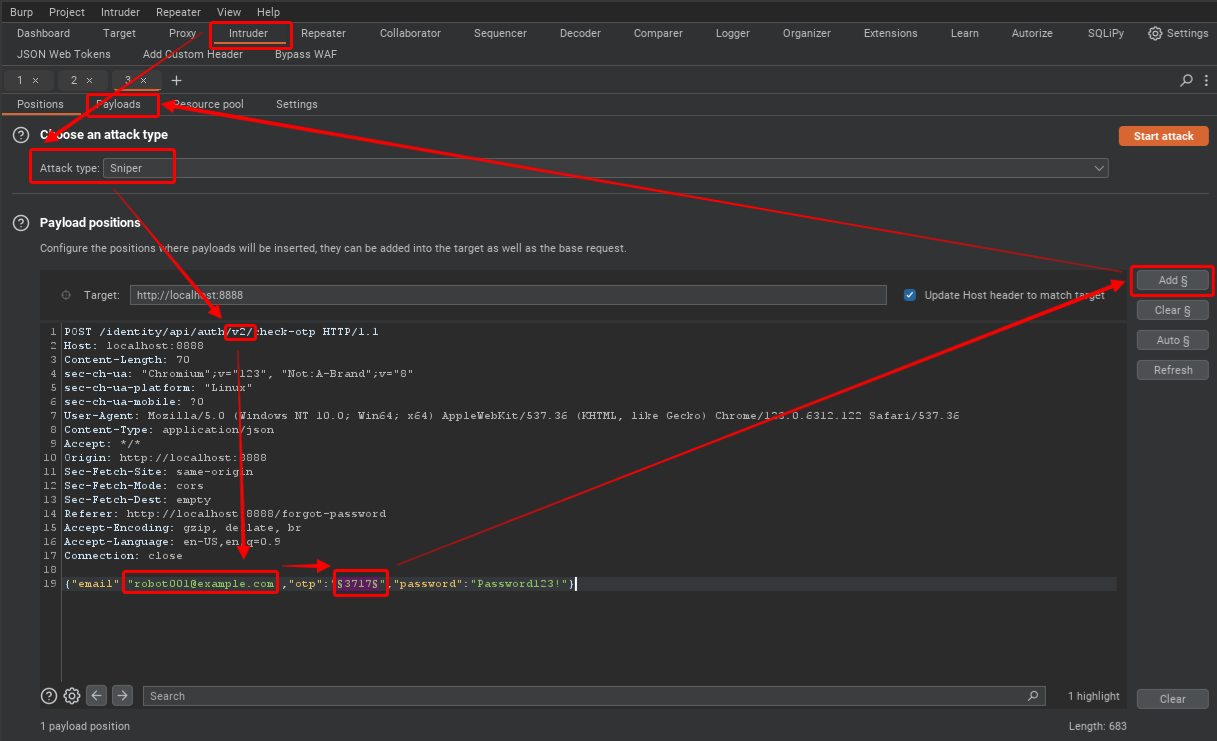 Burp Project Intruder Repeater View Help
Dashboard Target Proxy Intruder Repeater Collaborator Sequencer Decoder Comparer Logger Organizer Extensions Learn Autorize SQLiPy Settings
JSON Web Tokens Add Custom Header Bypass WAF
1 × 2 × 3 × +
Positions Payloads Resource pool Settings
? Choose an attack type
Start attack
Attack type: Sniper
? Payload positions
Configure the positions where payloads will be inserted, they can be added into the target as well as the base request.
Target: http://localhost:8888
Update Host header to match target
Add §
Clear §
Auto §
Refresh
1 POST /identity/api/auth/v2/check-otp HTTP/1.1
2 Host: localhost:8888
3 Content-Length: 70
4 sec-ch-ua: "Chromium";v="123", "Not:A-Brand";v="8"
5 sec-ch-ua-platform: "Linux"
6 sec-ch-ua-mobile: ?0
7 User-Agent: Mozilla/5.0 (Windows NT 10.0; Win64; x64) AppleWebKit/537.36 (KHTML, like Gecko) Chrome/123.0.6312.122 Safari/537.36
8 Content-Type: application/json
9 Accept: */*
10 Origin: http://localhost:8888
11 Sec-Fetch-Site: same-origin
12 Sec-Fetch-Mode: cors
13 Sec-Fetch-Dest: empty
14 Referer: http://localhost:8888/forgot-password
15 Accept-Encoding: gzip, deflate, br
16 Accept-Language: en-US,en;q=0.9
17 Connection: close
18
19 {"email":"robot001@example.com","otp":"§3717§","password":"Password123!"}
? Search
1 highlight
Clear
1 payload position
Length: 683